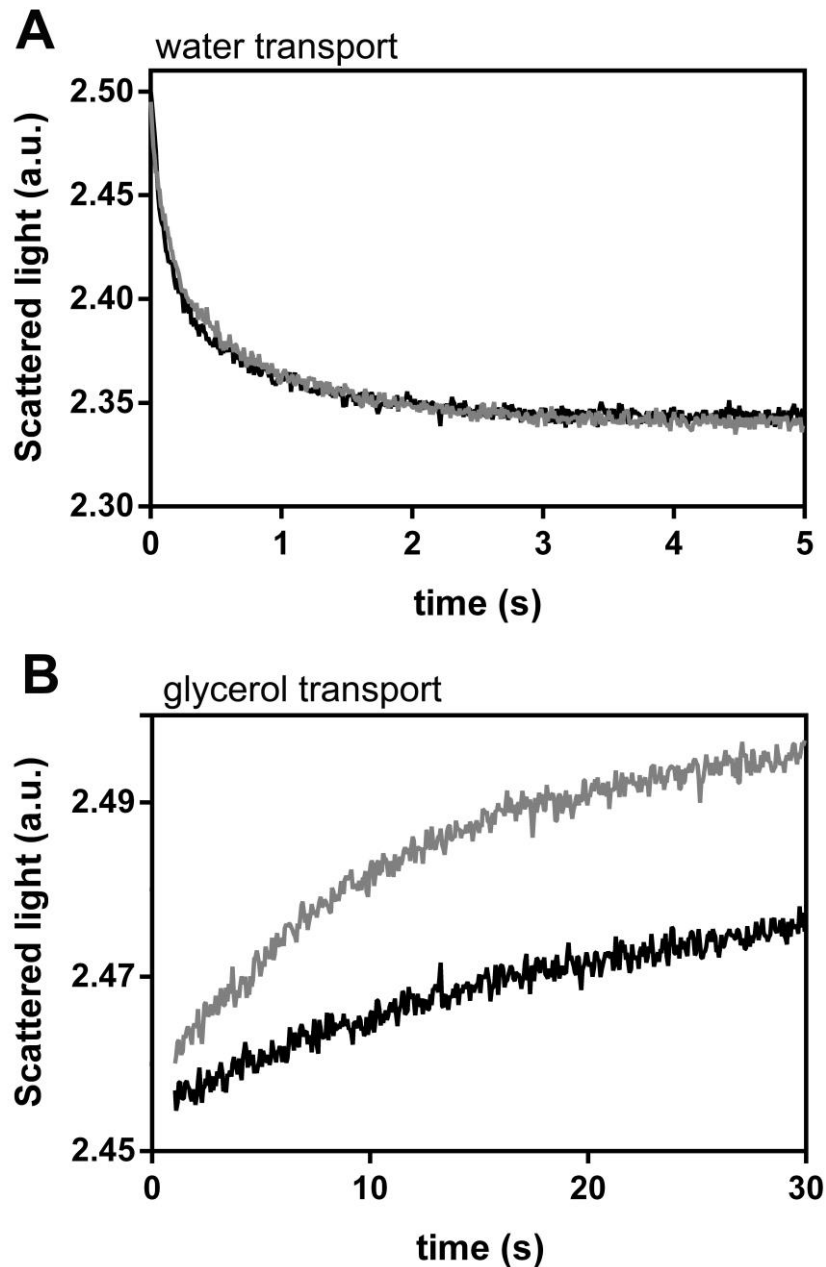 A
water transport
Scattered light (a.u.)
2.50
2.45
2.40
2.35
2.30
0 1 2 3 4 5
time (s)
B
glycerol transport
Scattered light (a.u.)
2.49
2.47
2.45
0 10 20 30
time (s)